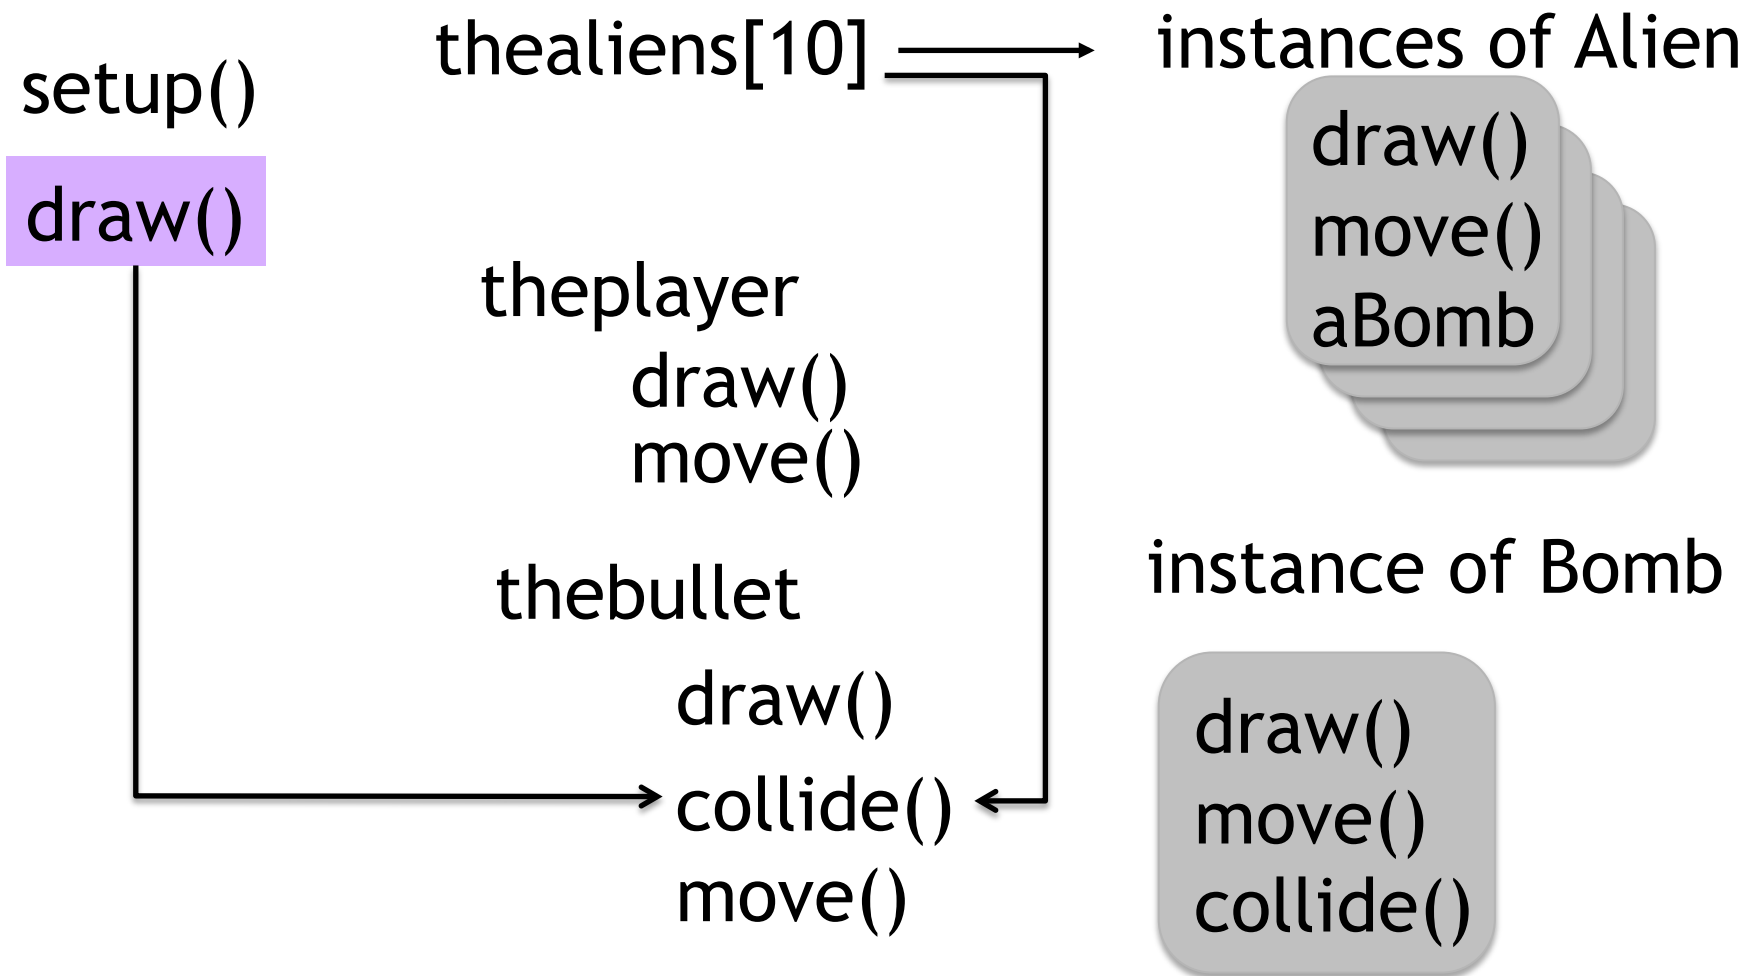 setup()
draw()
thealiens[10]
theplayer
draw()
move()
thebullet
draw()
collide()
move()
instances of Alien
draw()
move()
aBomb
instance of Bomb
draw()
move()
collide()